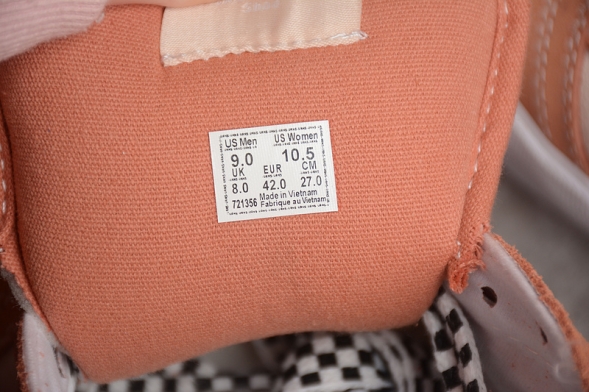 US Men US Women
9.0 10.5
UK EUR CM
8.0 42.0 27.0
721356 Made in Vietnam
Fabrique au Vietnam